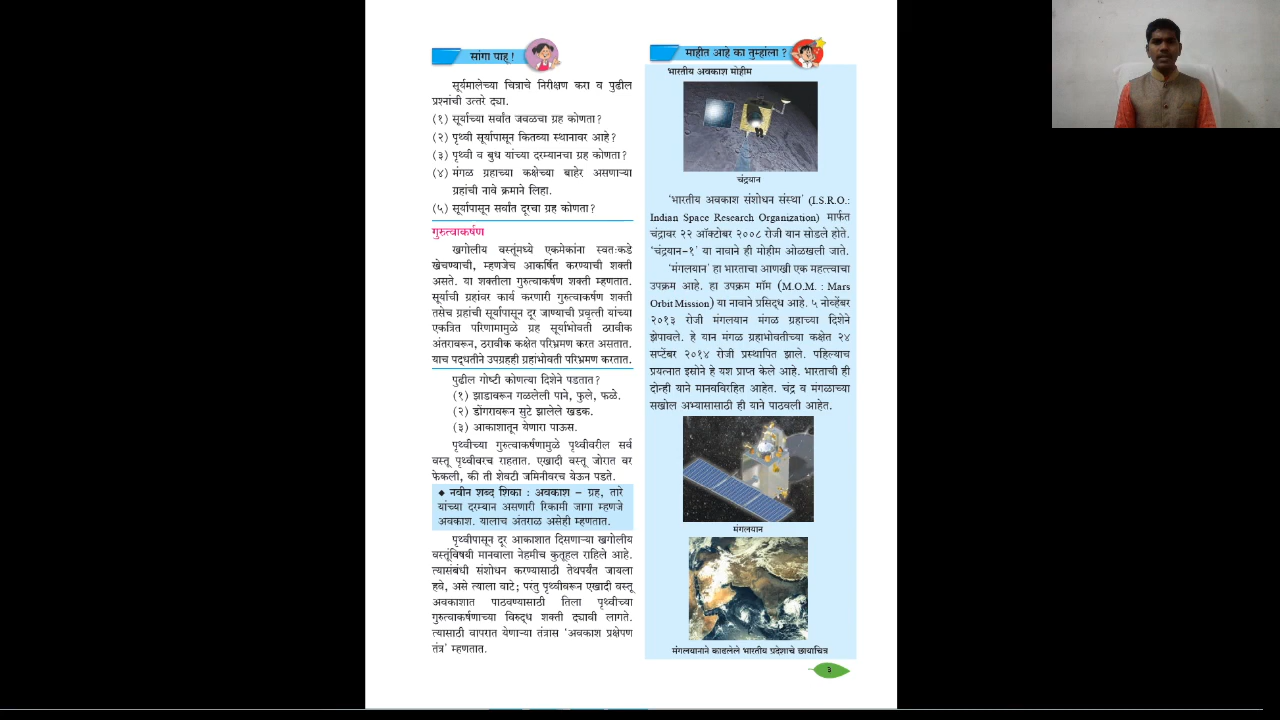 सांगा पाहू !
सूर्यमालेच्या चित्राचे निरीक्षण करा व पुढील
प्रश्नांची उत्तरे द्या.
(१) सूर्याच्या सर्वांत जवळचा ग्रह कोणता?
(२) पृथ्वी सूर्यापासून कितव्या स्थानावर आहे?
(३) पृथ्वी व बुध यांच्या दरम्यानचा ग्रह कोणता?
(४) मंगळ ग्रहाच्या कक्षेच्या बाहेर असणाऱ्या
ग्रहांची नावे क्रमाने लिहा.
(५) सूर्यापासून सर्वांत दूरचा ग्रह कोणता?
गुरुत्वाकर्षण
खगोलीय वस्तूंमध्ये एकमेकांना स्वतःकडे
खेचण्याची, म्हणजेच आकर्षित करण्याची शक्ती
असते. या शक्तीला गुरुत्वाकर्षण शक्ती म्हणतात.
सूर्याची ग्रहांवर कार्य करणारी गुरुत्वाकर्षण शक्ती
तसेच ग्रहांची सूर्यापासून दूर जाण्याची प्रवृत्ती यांच्या
एकत्रित परिणामामुळे ग्रह सूर्याभोवती ठरावीक
अंतरावरून, ठरावीक कक्षेत परिभ्रमण करत असतात.
याच पद्धतीने उपग्रहही ग्रहांभोवती परिभ्रमण करतात.
पुढील गोष्टी कोणत्या दिशेने पडतात?
(१) झाडावरून गळलेली पाने, फुले, फळे.
(२) डोंगरावरून सुटे झालेले खडक.
(३) आकाशातून येणारा पाऊस.
पृथ्वीच्या गुरुत्वाकर्षणामुळे पृथ्वीवरील सर्व
वस्तू पृथ्वीवरच राहतात. एखादी वस्तू जोरात वर
फेकली, की ती शेवटी जमिनीवरच येऊन पडते.
◆ नवीन शब्द शिका : अवकाश – ग्रह, तारे
यांच्या दरम्यान असणारी रिकामी जागा म्हणजे
अवकाश. यालाच अंतराळ असेही म्हणतात.
पृथ्वीपासून दूर आकाशात दिसणाऱ्या खगोलीय
वस्तूंविषयी मानवाला नेहमीच कुतूहल राहिले आहे.
त्यासंबंधी संशोधन करण्यासाठी तेथपर्यंत जायला
हवे, असे त्याला वाटे; परंतु पृथ्वीवरून एखादी वस्तू
अवकाशात पाठवण्यासाठी तिला पृथ्वीच्या
गुरुत्वाकर्षणाच्या विरुद्ध शक्ती द्यावी लागते.
त्यासाठी वापरात येणाऱ्या तंत्रास 'अवकाश प्रक्षेपण
तंत्र' म्हणतात.
माहीत आहे का तुम्हांला ?
भारतीय अवकाश मोहीम
चंद्रयान
'भारतीय अवकाश संशोधन संस्था' (I.S.R.O.:
Indian Space Research Organization) मार्फत
चंद्रावर २२ ऑक्टोबर २००८ रोजी यान सोडले होते.
'चंद्रयान-१' या नावाने ही मोहीम ओळखली जाते.
'मंगलयान' हा भारताचा आणखी एक महत्त्वाचा
उपक्रम आहे. हा उपक्रम मॉम (M.O.M. : Mars
Orbit Mission) या नावाने प्रसिद्ध आहे. ५ नोव्हेंबर
२०१३ रोजी मंगलयान मंगळ ग्रहाच्या दिशेने
झेपावले. हे यान मंगळ ग्रहाभोवतीच्या कक्षेत २४
सप्टेंबर २०१४ रोजी प्रस्थापित झाले. पहिल्याच
प्रयत्नात इस्रोने हे यश प्राप्त केले आहे. भारताची ही
दोन्ही याने मानवविरहित आहेत. चंद्र व मंगळाच्या
सखोल अभ्यासासाठी ही याने पाठवली आहेत.
मंगलयान
मंगलयानाने काढलेले भारतीय प्रदेशाचे छायाचित्र
३